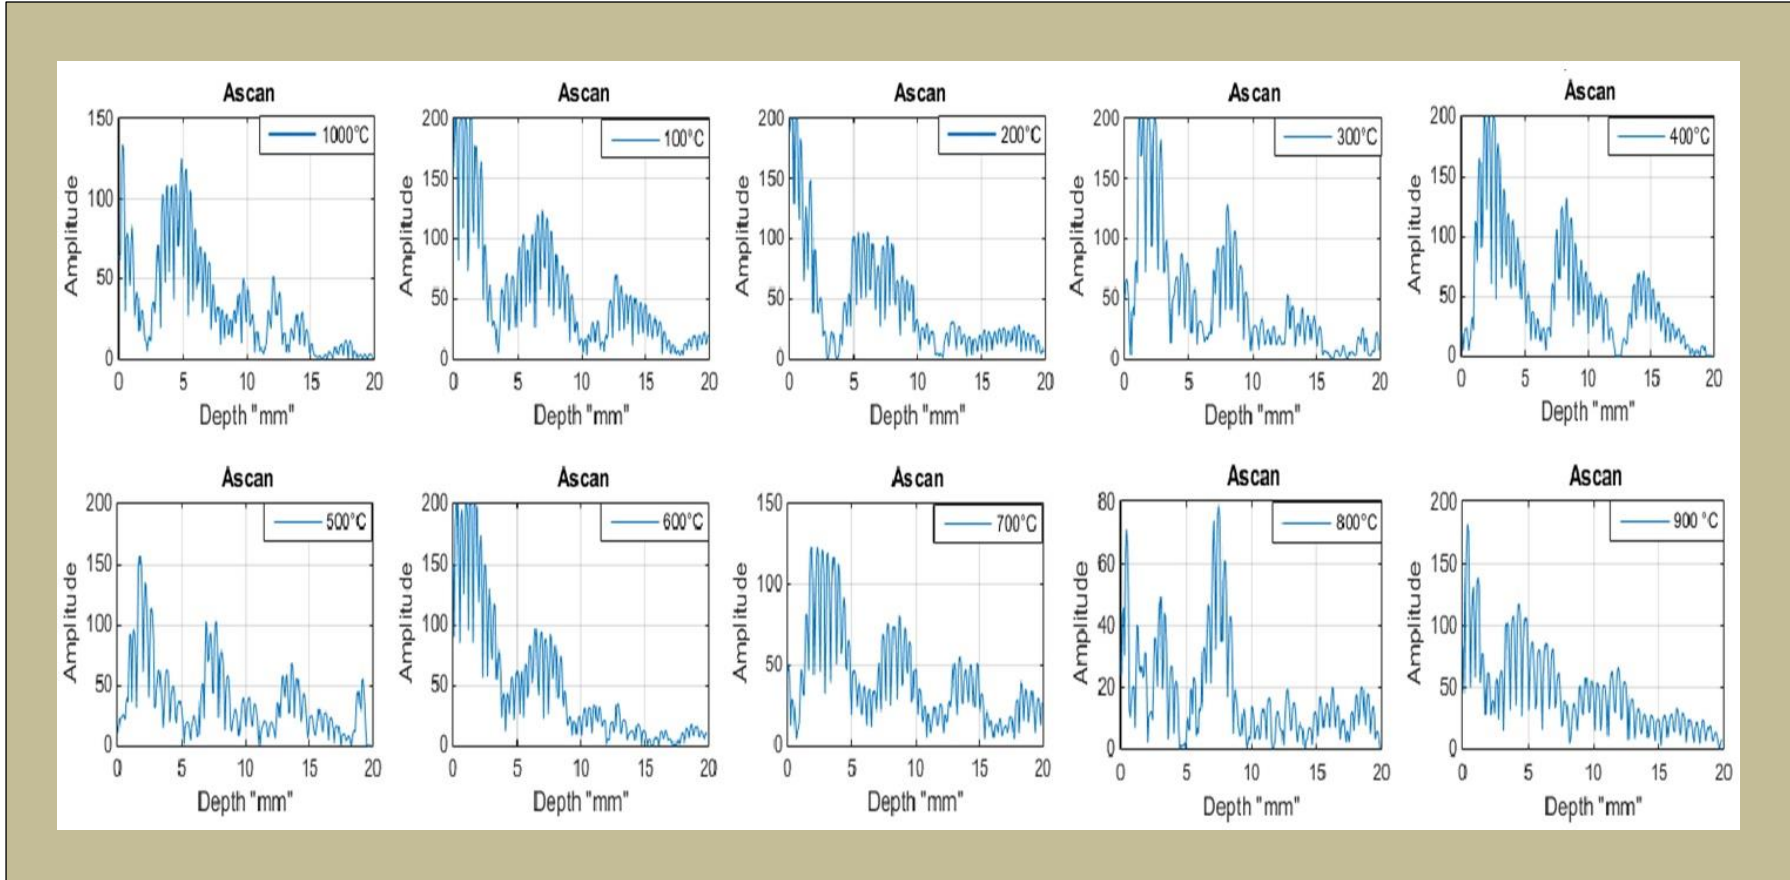 Ascan
150
100
50
0
0 5 10 15 20
Amplitude
Depth "mm"
1000°C
Ascan
200
150
100
50
0
0 5 10 15 20
Amplitude
Depth "mm"
100°C
Ascan
200
150
100
50
0
0 5 10 15 20
Amplitude
Depth "mm"
200°C
Ascan
200
150
100
50
0
0 5 10 15 20
Amplitude
Depth "mm"
300°C
Ascan
200
150
100
50
0
0 5 10 15 20
Amplitude
Depth "mm"
400°C
Ascan
200
150
100
50
0
0 5 10 15 20
Amplitude
Depth "mm"
500°C
Ascan
200
150
100
50
0
0 5 10 15 20
Amplitude
Depth "mm"
600°C
Ascan
150
100
50
0
0 5 10 15 20
Amplitude
Depth "mm"
700°C
Ascan
80
60
40
20
0
0 5 10 15 20
Amplitude
Depth "mm"
800°C
Ascan
200
150
100
50
0
0 5 10 15 20
Amplitude
Depth "mm"
900 °C